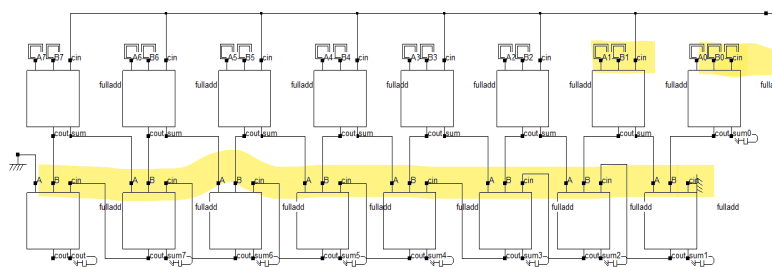 A7 B7 cin A6 B6 cin A5 B5 cin A4 B4 cin A3 B3 cin A2 B2 cin A1 B1 cin A0 B0 cin
fulladd fulladd fulladd fulladd fulladd fulladd fulladd
cout sum cout sum cout sum cout sum cout sum cout sum cout sum cout sum0
A B cin A B cin A B cin A B cin A B cin A B cin A B cin A B cin
fulladd fulladd fulladd fulladd fulladd fulladd fulladd fulladd
cout cout cout sum7 cout sum6 cout sum5 cout sum4 cout sum3 cout sum2 cout sum1